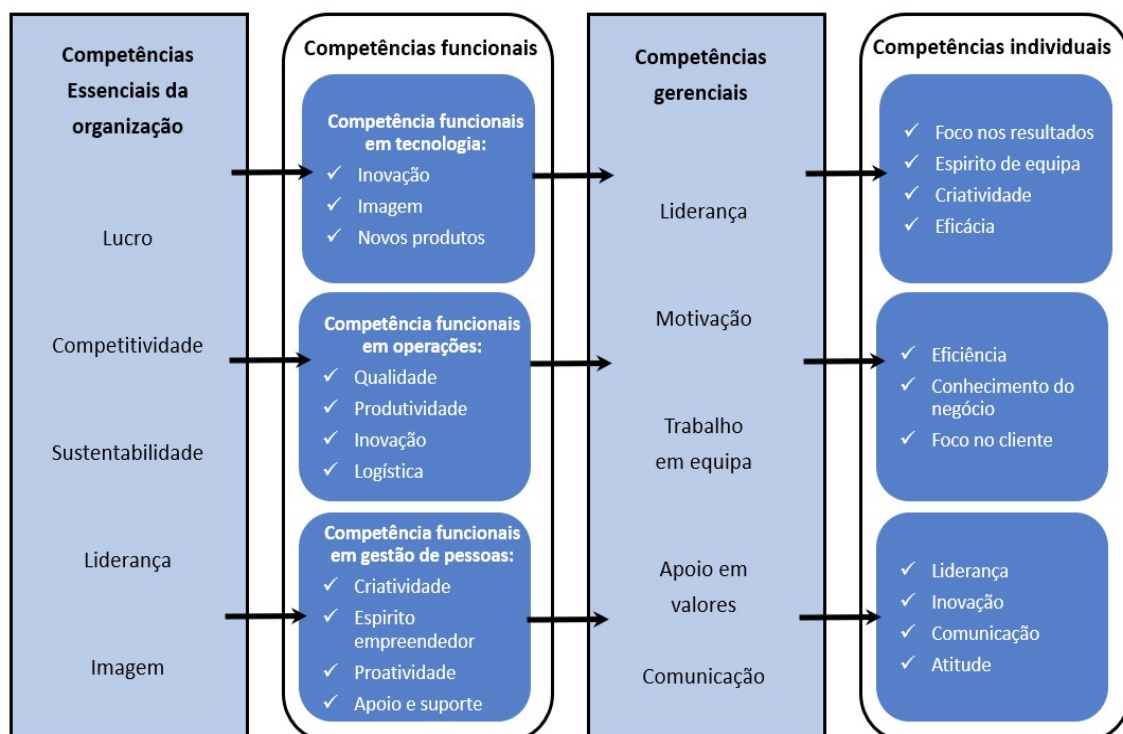 Competências
Essenciais da
organização
Lucro
Competitividade
Sustentabilidade
Liderança
Imagem
Competências funcionais
Competência funcionais
em tecnologia:
✓ Inovação
✓ Imagem
✓ Novos produtos
Competência funcionais
em operações:
✓ Qualidade
✓ Produtividade
✓ Inovação
✓ Logística
Competência funcionais
em gestão de pessoas:
✓ Criatividade
✓ Espirito
empreendedor
✓ Proatividade
✓ Apoio e suporte
Competências
gerenciais
Liderança
Motivação
Trabalho
em equipa
Apoio em
valores
Comunicação
Competências individuais
✓ Foco nos resultados
✓ Espirito de equipa
✓ Criatividade
✓ Eficácia
✓ Eficiência
✓ Conhecimento do
negócio
✓ Foco no cliente
✓ Liderança
✓ Inovação
✓ Comunicação
✓ Atitude